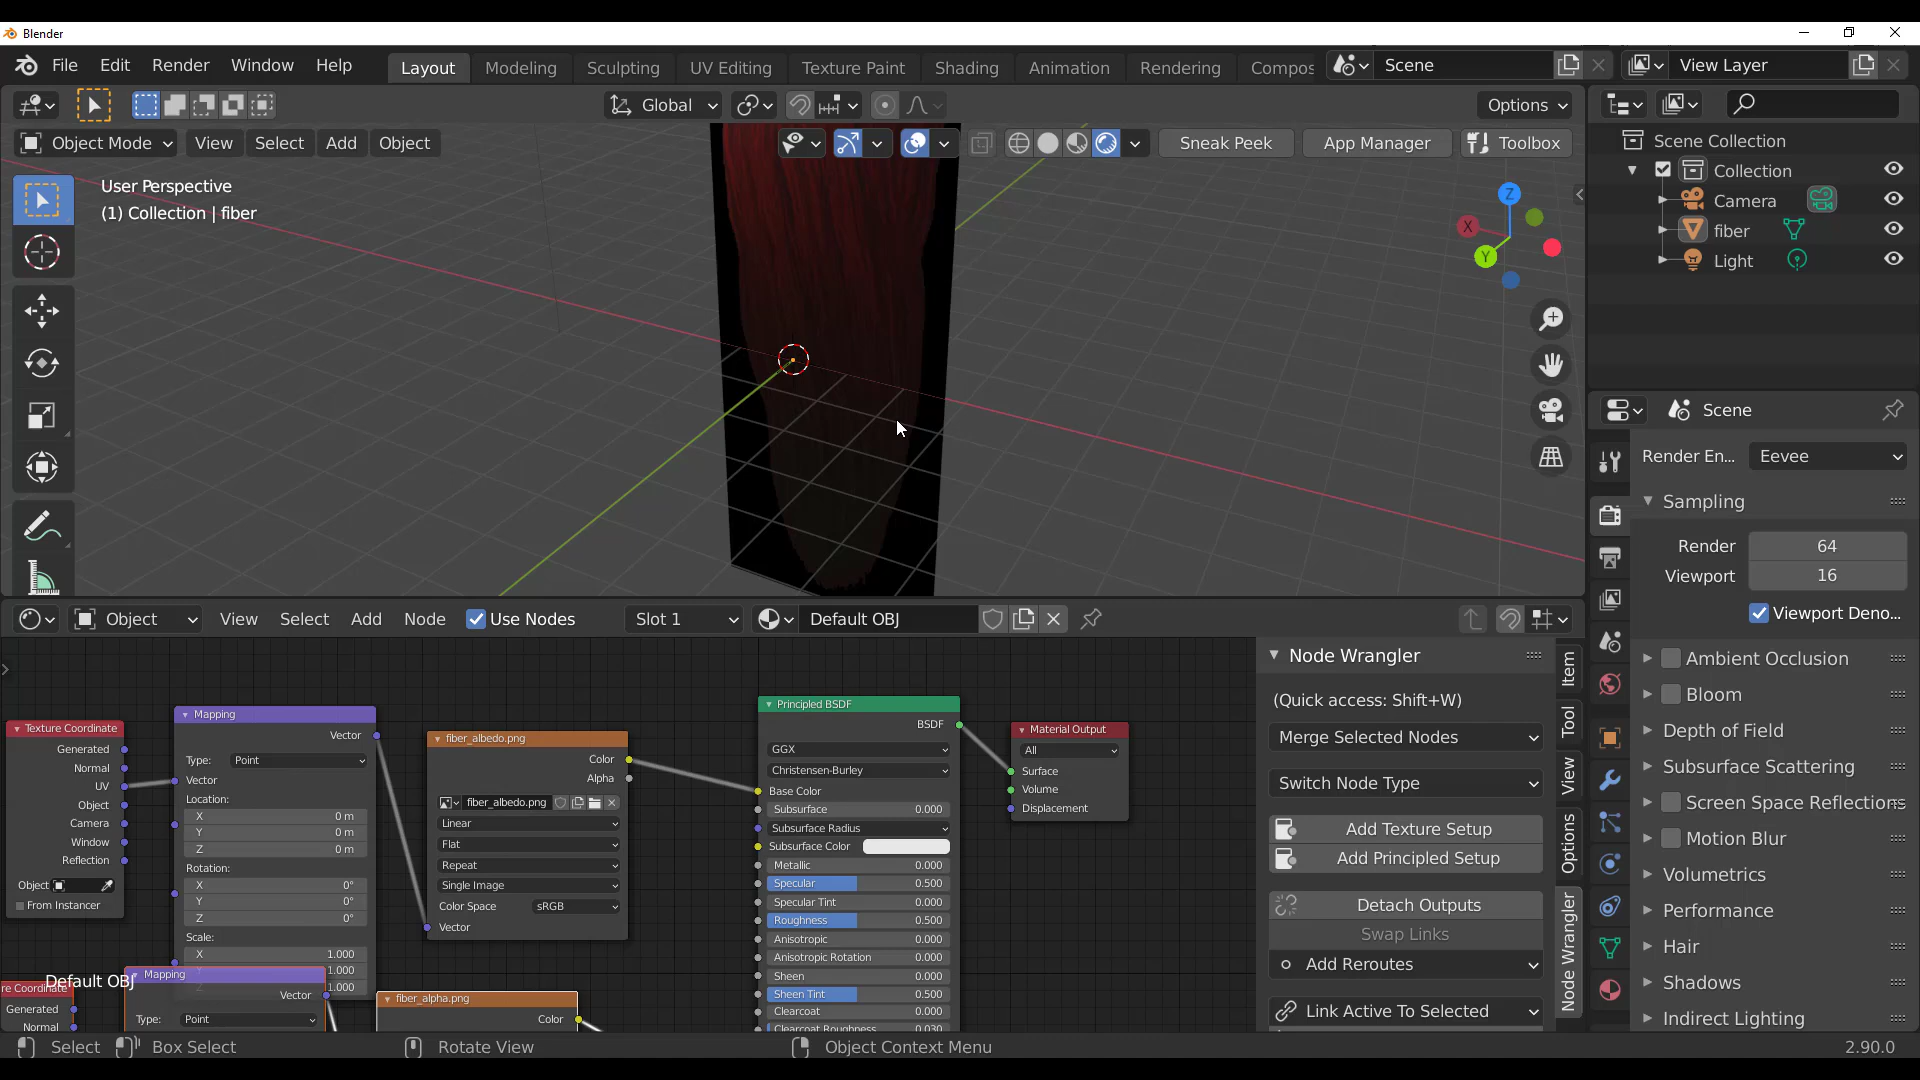 Blender
File Edit Render Window Help Layout Modeling Sculpting UV Editing Texture Paint Shading Animation Rendering Compos Scene View Layer
Global Options
Object Mode View Select Add Object Sneak Peek App Manager Toolbox
User Perspective
(1) Collection | fiber
Z
X
Y
Scene Collection
Collection
Camera
fiber
Light
Scene
Render En... Eevee
Sampling
Render 64
Viewport 16
Viewport Deno...
Ambient Occlusion
Bloom
Depth of Field
Subsurface Scattering
Screen Space Reflections
Motion Blur
Volumetrics
Performance
Hair
Shadows
Indirect Lighting
Object View Select Add Node Use Nodes Slot 1 Default OBJ
Texture Coordinate
Generated
Normal
UV
Object
Camera
Window
Reflection
Object
From Instancer
Mapping
Vector
Type: Point
Vector
Location:
X 0 m
Y 0 m
Z 0 m
Rotation:
X 0°
Y 0°
Z 0°
Scale:
X 1.000
Y 1.000
Z 1.000
fiber_albedo.png
Color
Alpha
fiber_albedo.png
Linear
Flat
Repeat
Single Image
Color Space sRGB
Vector
Principled BSDF
BSDF
GGX
Christensen-Burley
Base Color
Subsurface 0.000
Subsurface Radius
Subsurface Color
Metallic 0.000
Specular 0.500
Specular Tint 0.000
Roughness 0.500
Anisotropic 0.000
Anisotropic Rotation 0.000
Sheen 0.000
Sheen Tint 0.500
Clearcoat 0.000
Clearcoat Roughness 0.030
Material Output
All
Surface
Volume
Displacement
Default OBJ
re Coordinate
Generated
Normal
Mapping
Vector
Type: Point
fiber_alpha.png
Color
Node Wrangler
(Quick access: Shift+W)
Merge Selected Nodes
Switch Node Type
Add Texture Setup
Add Principled Setup
Detach Outputs
Swap Links
Add Reroutes
Link Active To Selected
Item
Tool
View
Options
Node Wrangler
Select Box Select Rotate View Object Context Menu 2.90.0